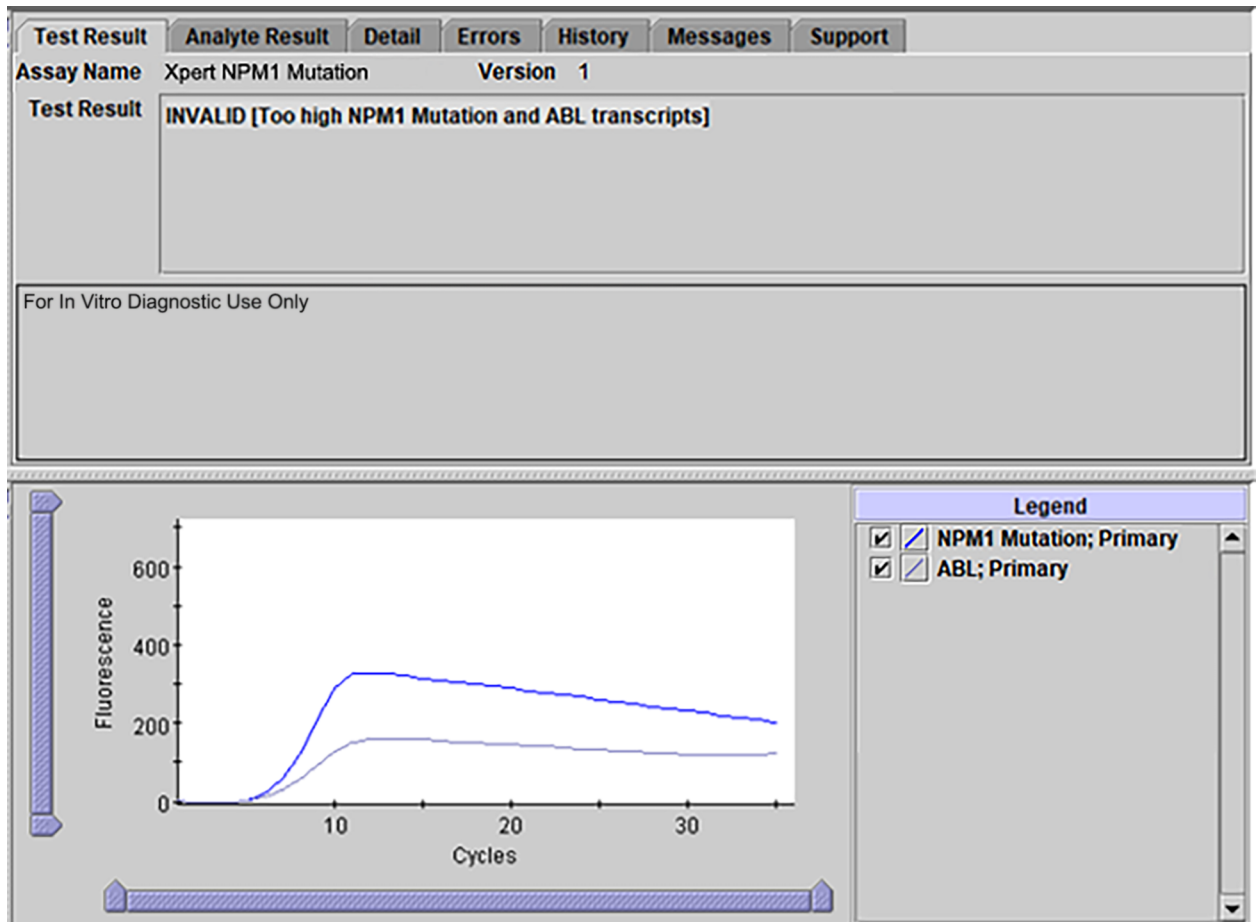 Test Result Analyte Result Detail Errors History Messages Support
Assay Name Xpert NPM1 Mutation Version 1
Test Result INVALID [Too high NPM1 Mutation and ABL transcripts]
For In Vitro Diagnostic Use Only
Legend
NPM1 Mutation; Primary
ABL; Primary
Fluorescence
600
400
200
0
10 20 30
Cycles